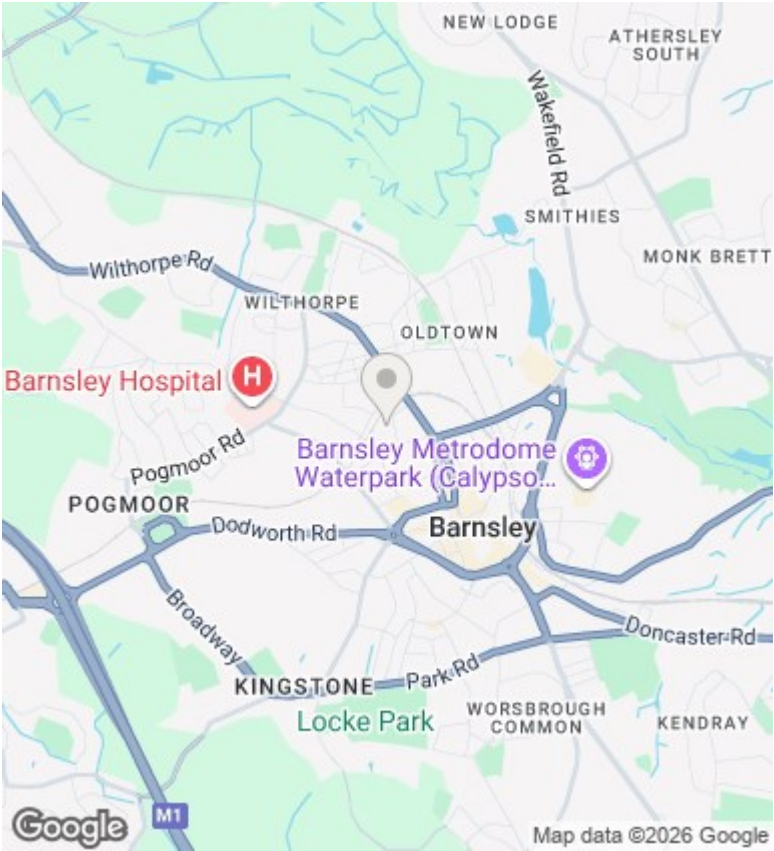 NEW LODGE
ATHERSLEY
SOUTH
Wakefield Rd
SMITHIES
MONK BRETT
Wilthorpe Rd
WILTHORPE
OLDTOWN
Barnsley Hospital
H
Barnsley Metrodome
Waterpark (Calypso...
Pogmoor Rd
POGMOOR
Dodworth Rd
Barnsley
Broadway
Doncaster Rd
KINGSTONE
Park Rd
Locke Park
WORSBROUGH
COMMON
KENDRAY
M1
Google
Map data ©2026 Google